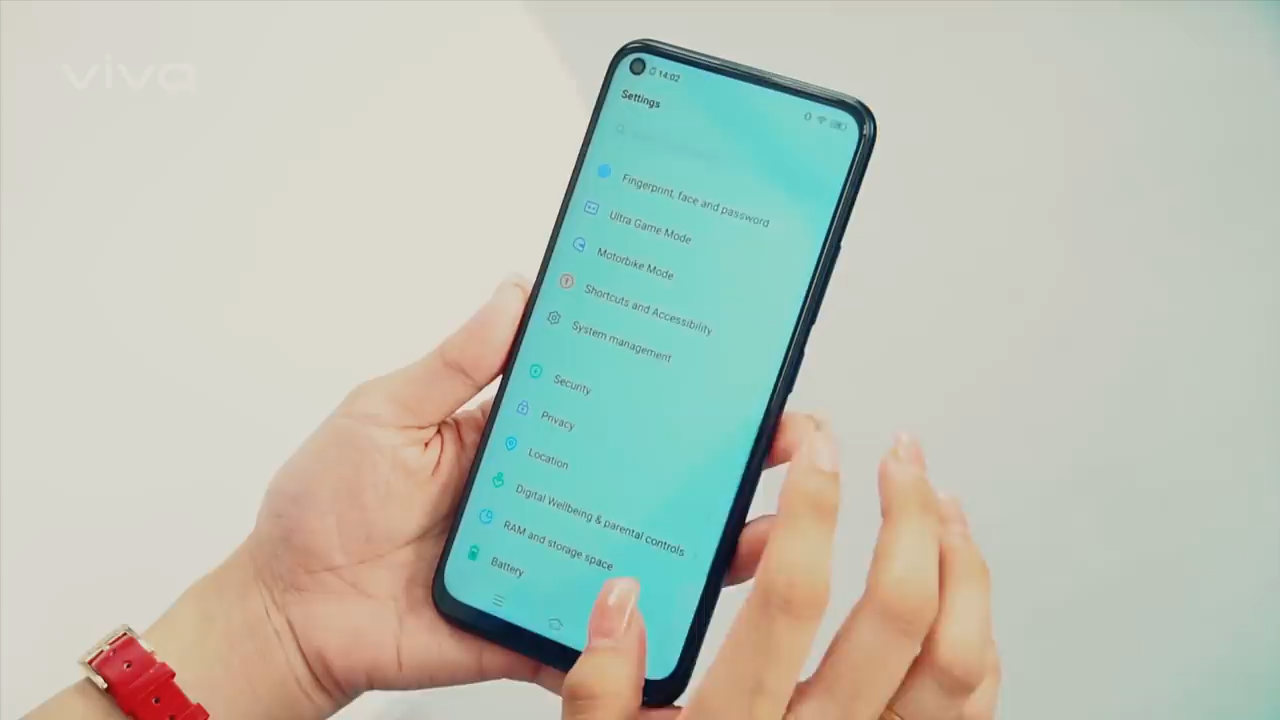 viva
14:02
Settings
Fingerprint, face and password
Ultra Game Mode
Motorbike Mode
Shortcuts and Accessibility
System management
Security
Privacy
Location
Digital Wellbeing & parental controls
RAM and storage space
Battery